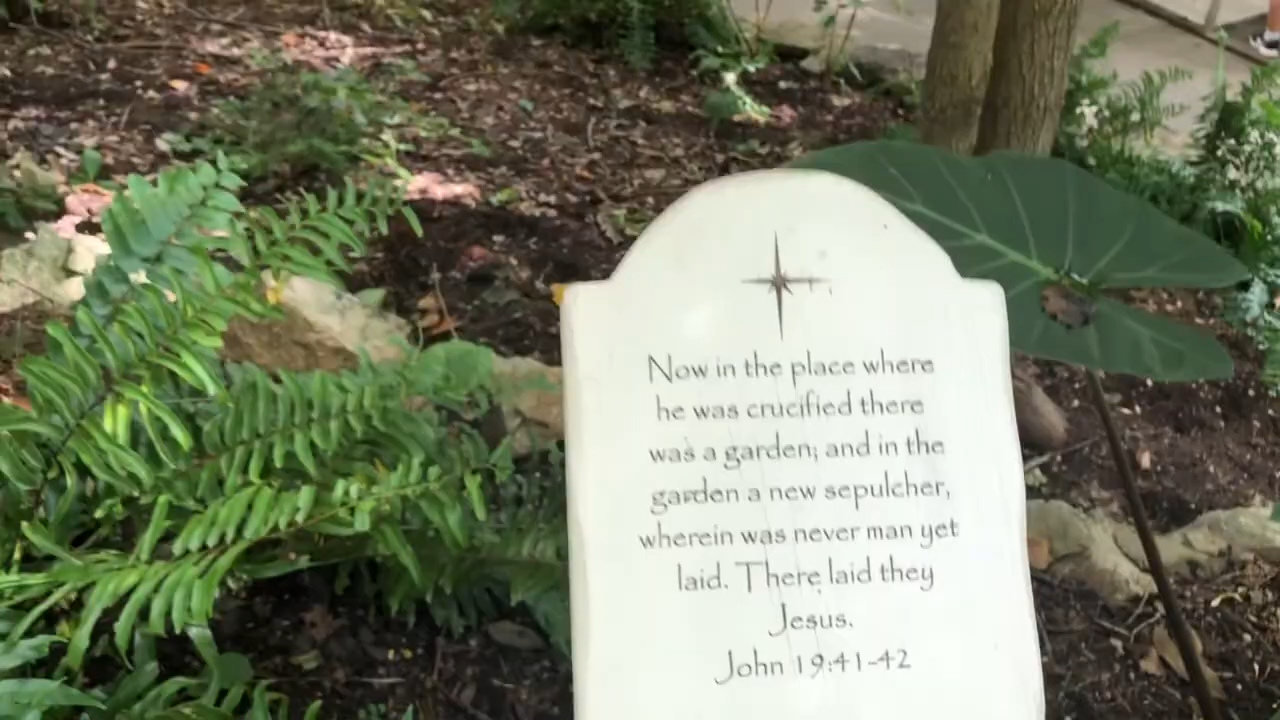 Now in the place where
he was crucified there
was a garden; and in the
garden a new sepulcher,
wherein was never man yet
laid. There laid they
Jesus.
John 19:41-42